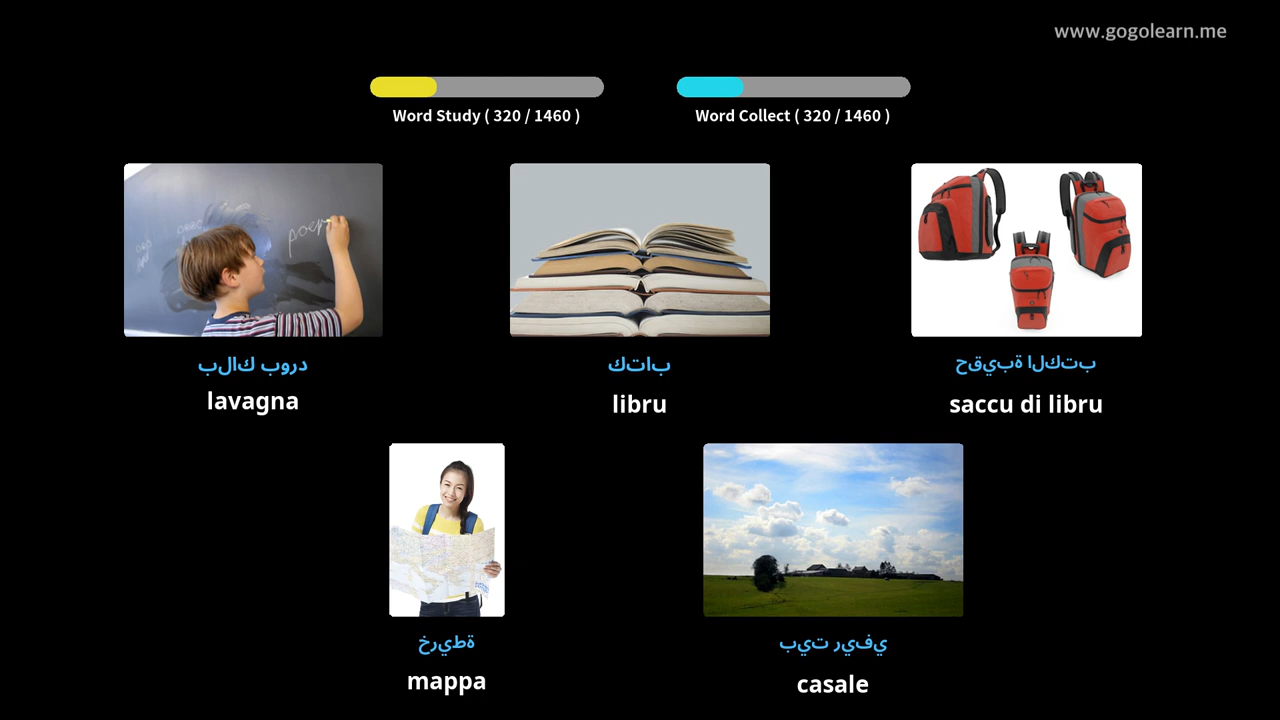 www.gogolearn.me
Word Study ( 320 / 1460 )
Word Collect ( 320 / 1460 )
بلاك بورد
lavagna
كتاب
libru
حقيبة الكتب
saccu di libru
خريطة
mappa
بيت ريفي
casale